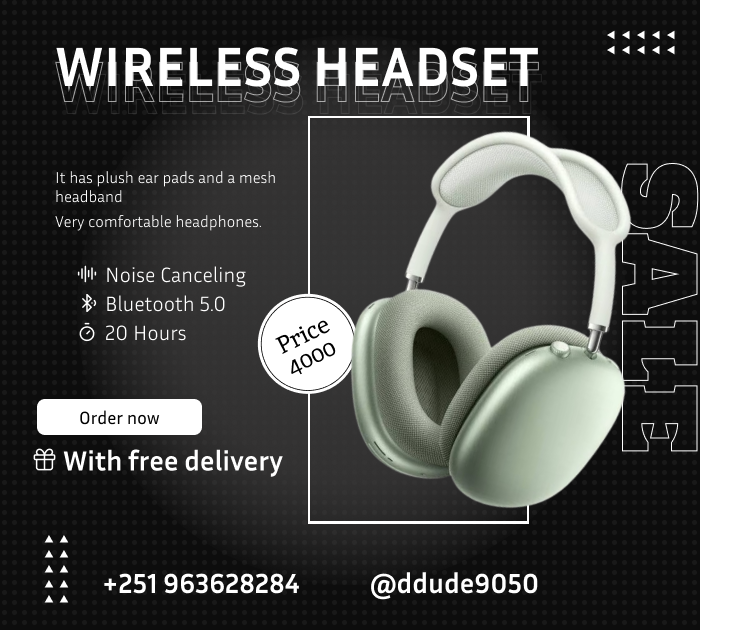 WIRELESS HEADSET
It has plush ear pads and a mesh
headband
Very comfortable headphones.
Noise Canceling
Bluetooth 5.0
20 Hours
Price
4000
SALE
Order now
With free delivery
+251 963628284
@ddude9050